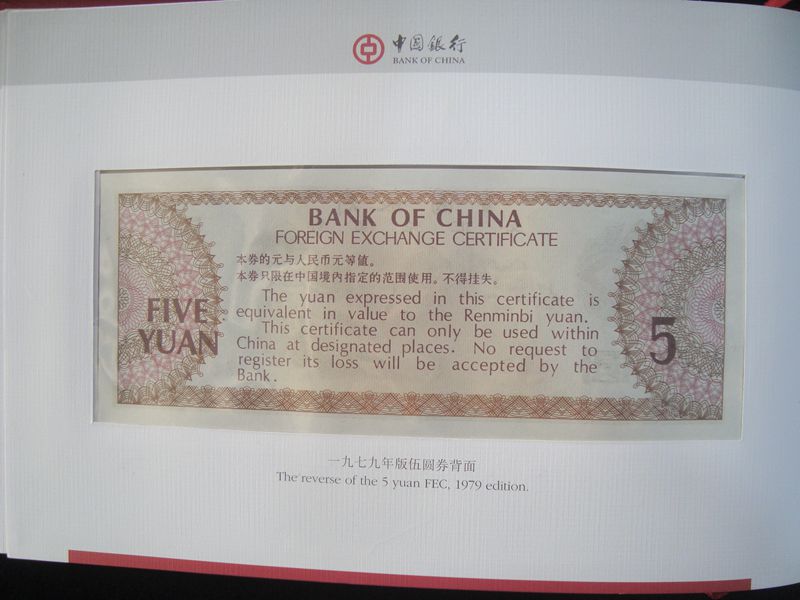 中国银行
BANK OF CHINA
BANK OF CHINA
FOREIGN EXCHANGE CERTIFICATE
本券的元与人民币元等值。
本券只限在中国境内指定的范围使用。不得挂失。
The yuan expressed in this certificate is
equivalent in value to the Renminbi yuan.
This certificate can only be used within
China at designated places. No request to
register its loss will be accepted by the
Bank.
FIVE
YUAN
5
一九七九年版伍圆券背面
The reverse of the 5 yuan FEC, 1979 edition.